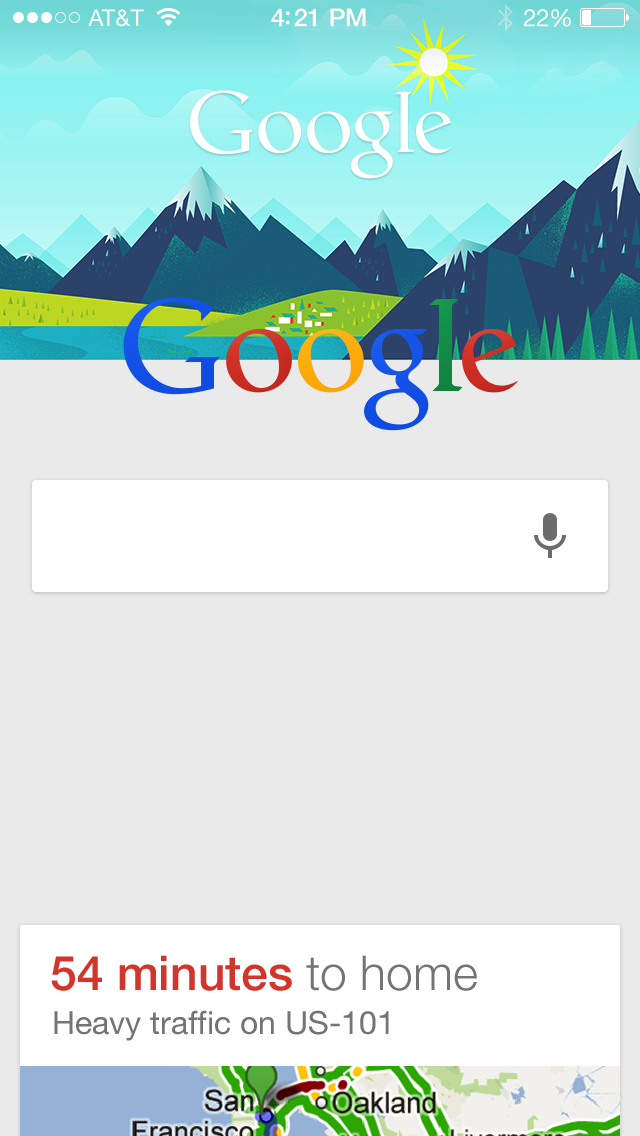 AT&T 4:21 PM 22%
Google
Google
54 minutes to home
Heavy traffic on US-101
San
Oakland
Francisco
Livermore